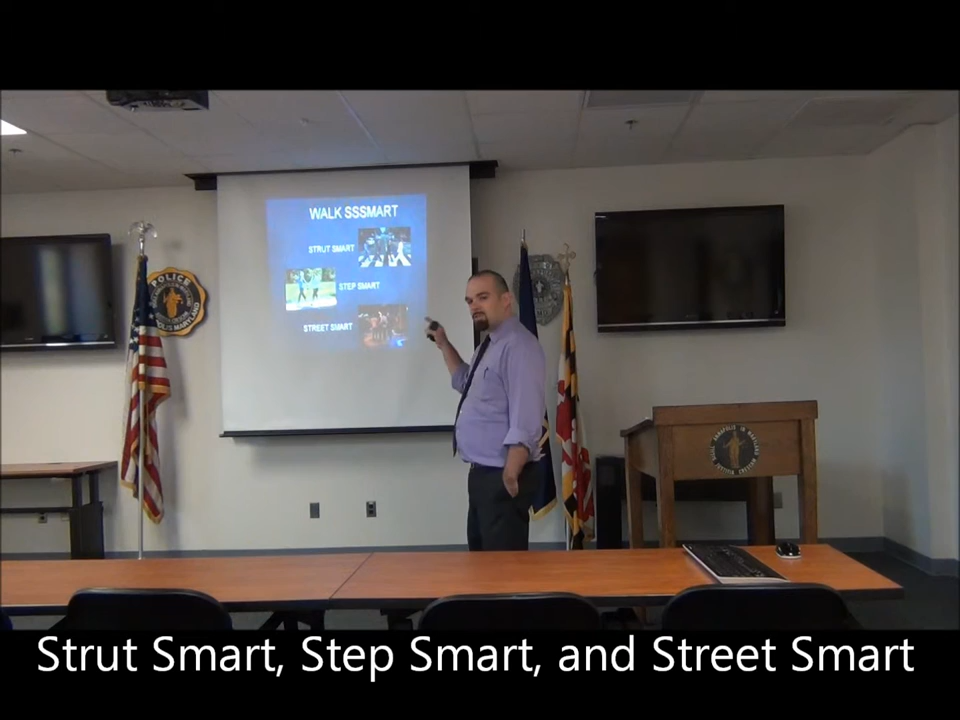 WALK SSSMART
STRUT SMART
STEP SMART
STREET SMART
POLICE
Strut Smart, Step Smart, and Street Smart